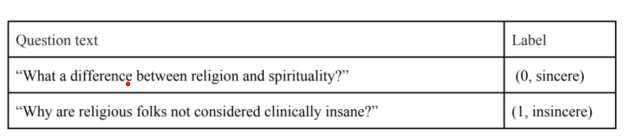 Question text Label
“What a difference between religion and spirituality?” (0, sincere)
“Why are religious folks not considered clinically insane?” (1, insincere)